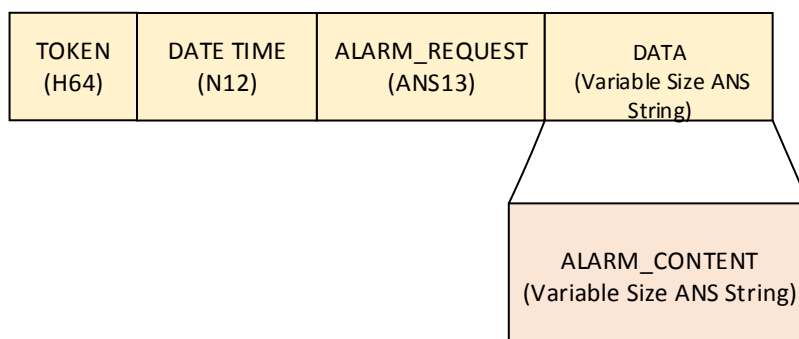 TOKEN
(H64)
DATE TIME
(N12)
ALARM_REQUEST
(ANS13)
DATA
(Variable Size ANS
String)
ALARM_CONTENT
(Variable Size ANS String)